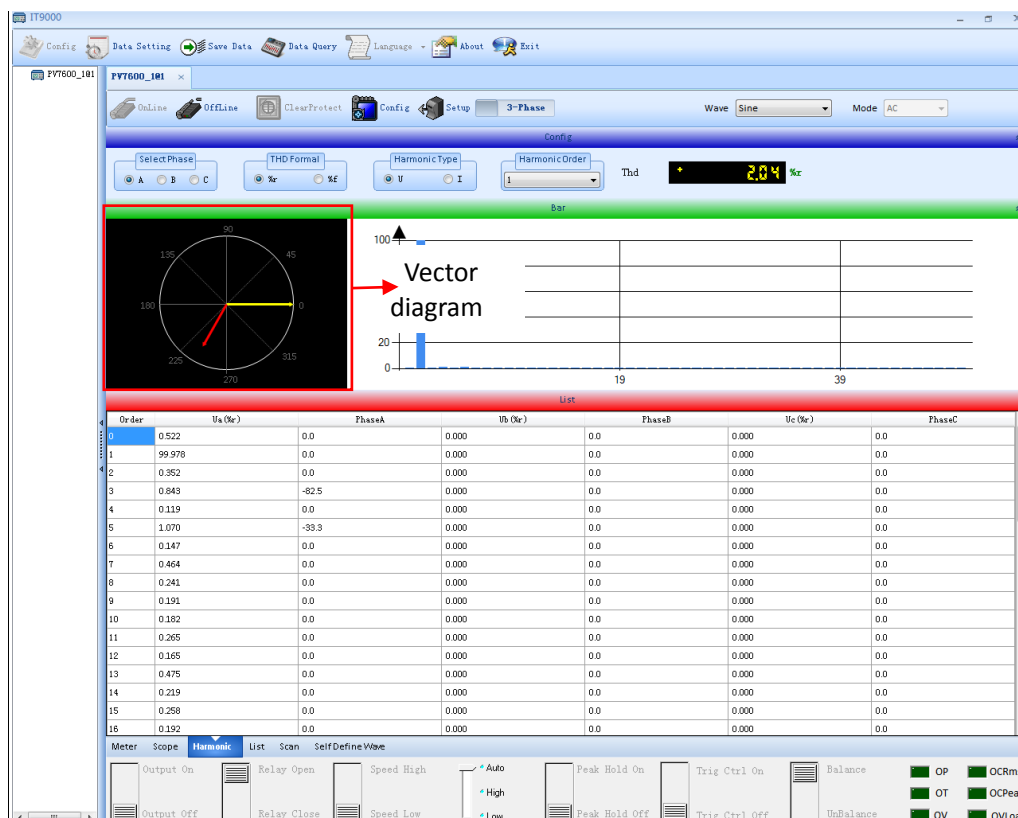 IT9000
Config Data Setting Save Data Data Query Language About Exit
PV7600_101 PV7600_101 ×
OnLine OffLine ClearProtect Config Setup 3-Phase Wave Sine Mode AC
Config
Select Phase THD Formal Harmonic Type Harmonic Order
A B C %r %f U I 1 Thd + 2.04 %r
Bar
90
135 45
180 0
225 315
270
100
Vector
diagram
20
0
19 39
List
Order Ua(%r) PhaseA Ub(%r) PhaseB Uc(%r) PhaseC
0 0.522 0.0 0.000 0.0 0.000 0.0
1 99.978 0.0 0.000 0.0 0.000 0.0
2 0.352 0.0 0.000 0.0 0.000 0.0
3 0.843 -82.5 0.000 0.0 0.000 0.0
4 0.119 0.0 0.000 0.0 0.000 0.0
5 1.070 -33.3 0.000 0.0 0.000 0.0
6 0.147 0.0 0.000 0.0 0.000 0.0
7 0.464 0.0 0.000 0.0 0.000 0.0
8 0.241 0.0 0.000 0.0 0.000 0.0
9 0.191 0.0 0.000 0.0 0.000 0.0
10 0.182 0.0 0.000 0.0 0.000 0.0
11 0.265 0.0 0.000 0.0 0.000 0.0
12 0.165 0.0 0.000 0.0 0.000 0.0
13 0.475 0.0 0.000 0.0 0.000 0.0
14 0.219 0.0 0.000 0.0 0.000 0.0
15 0.258 0.0 0.000 0.0 0.000 0.0
16 0.192 0.0 0.000 0.0 0.000 0.0
Meter Scope Harmonic List Scan SelfDefineWave
Output On Relay Open Speed High Auto Peak Hold On Trig Ctrl On Balance OP OCRm
High OT OCPea
Output Off Relay Close Speed Low Low Peak Hold Off Trig Ctrl Off UnBalance OV OVLoa